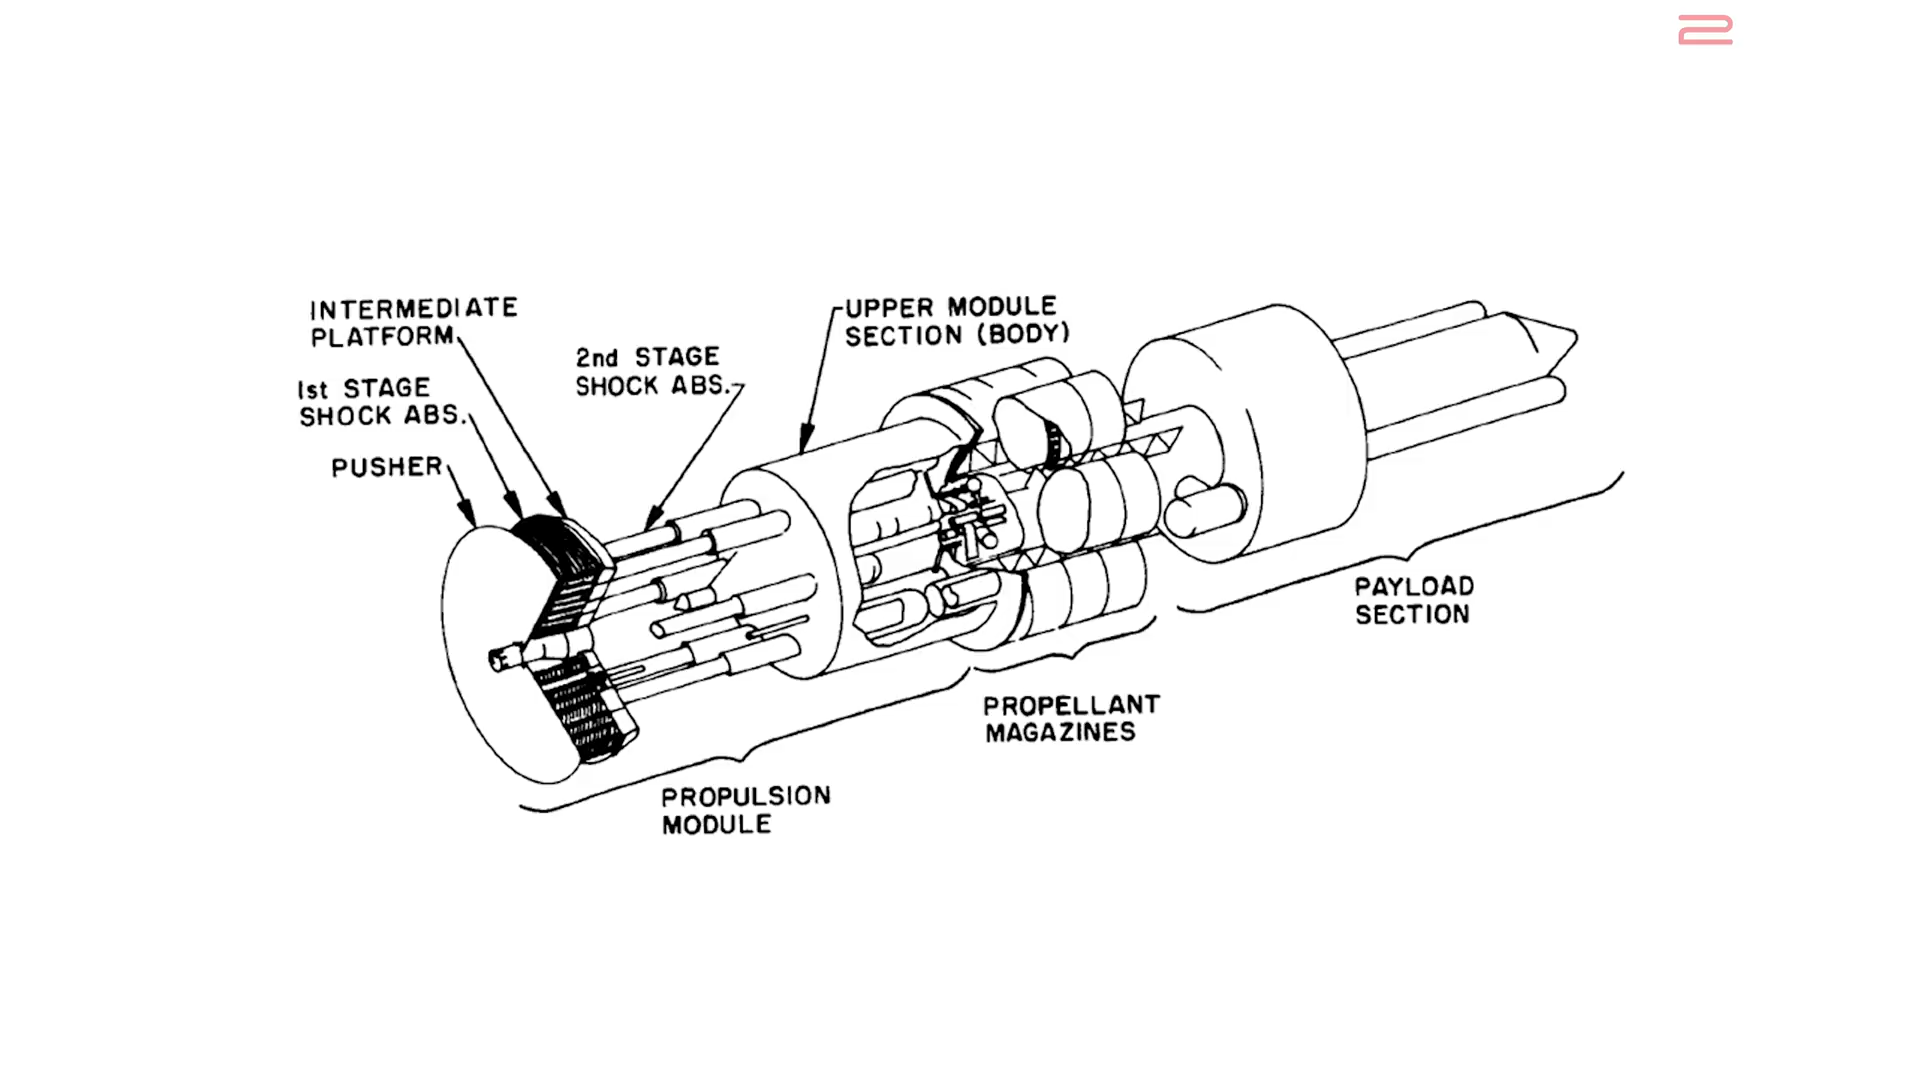 INTERMEDIATE
PLATFORM
1st STAGE
SHOCK ABS.
PUSHER
2nd STAGE
SHOCK ABS.
UPPER MODULE
SECTION (BODY)
PAYLOAD
SECTION
PROPELLANT
MAGAZINES
PROPULSION
MODULE